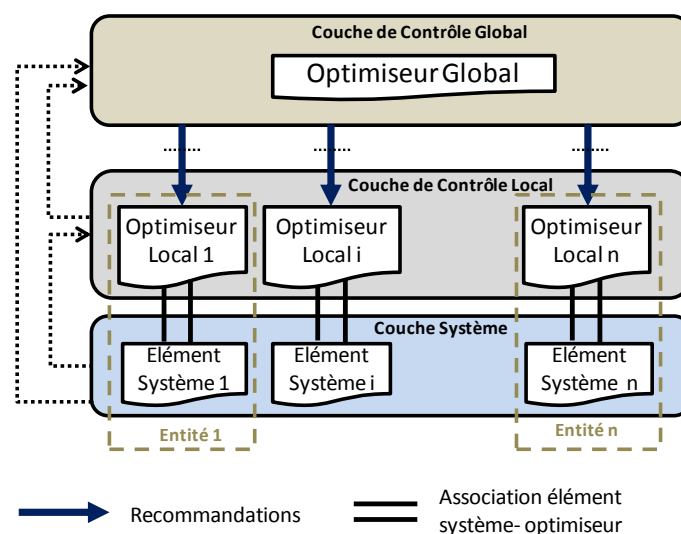 Couche de Contrôle Global
Optimiseur Global
Couche de Contrôle Local
Optimiseur
Local 1
Optimiseur
Local i
Optimiseur
Local n
Couche Système
Elément
Système 1
Elément
Système i
Elément
Système n
Entité 1
Entité n
Recommandations
Association élément
système- optimiseur